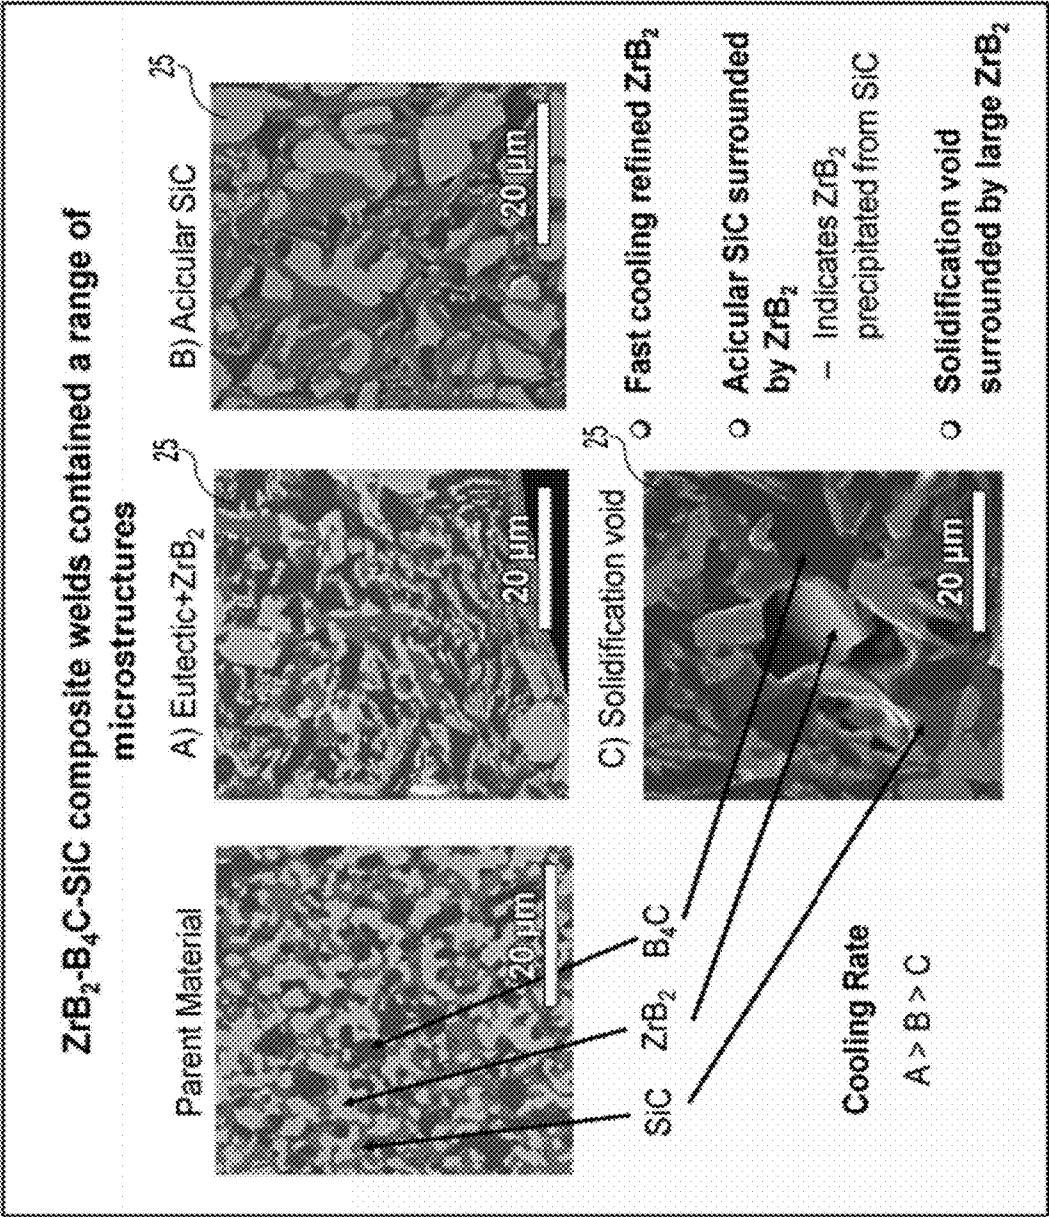 ZrB₂-B₄C-SiC composite welds contained a range of
microstructures
Parent Material
20 µm
A) Eutectic+ZrB₂
25
20 µm
B) Acicular SiC
25
20 µm
SiC
ZrB₂
B₄C
C) Solidification void
25
20 µm
Cooling Rate
A > B > C
Fast cooling refined ZrB₂
Acicular SiC surrounded
by ZrB₂
– Indicates ZrB₂
precipitated from SiC
Solidification void
surrounded by large ZrB₂